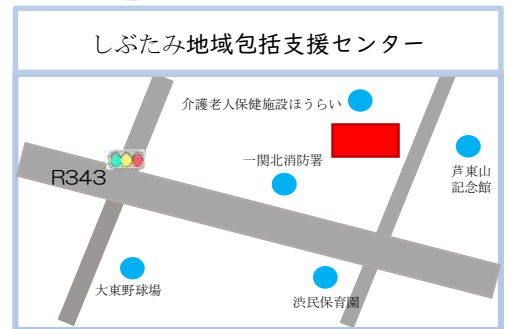 しぶたみ地域包括支援センター
介護老人保健施設ほうらい
一関北消防署
R343
芦東山
記念館
大東野球場
渋民保育園